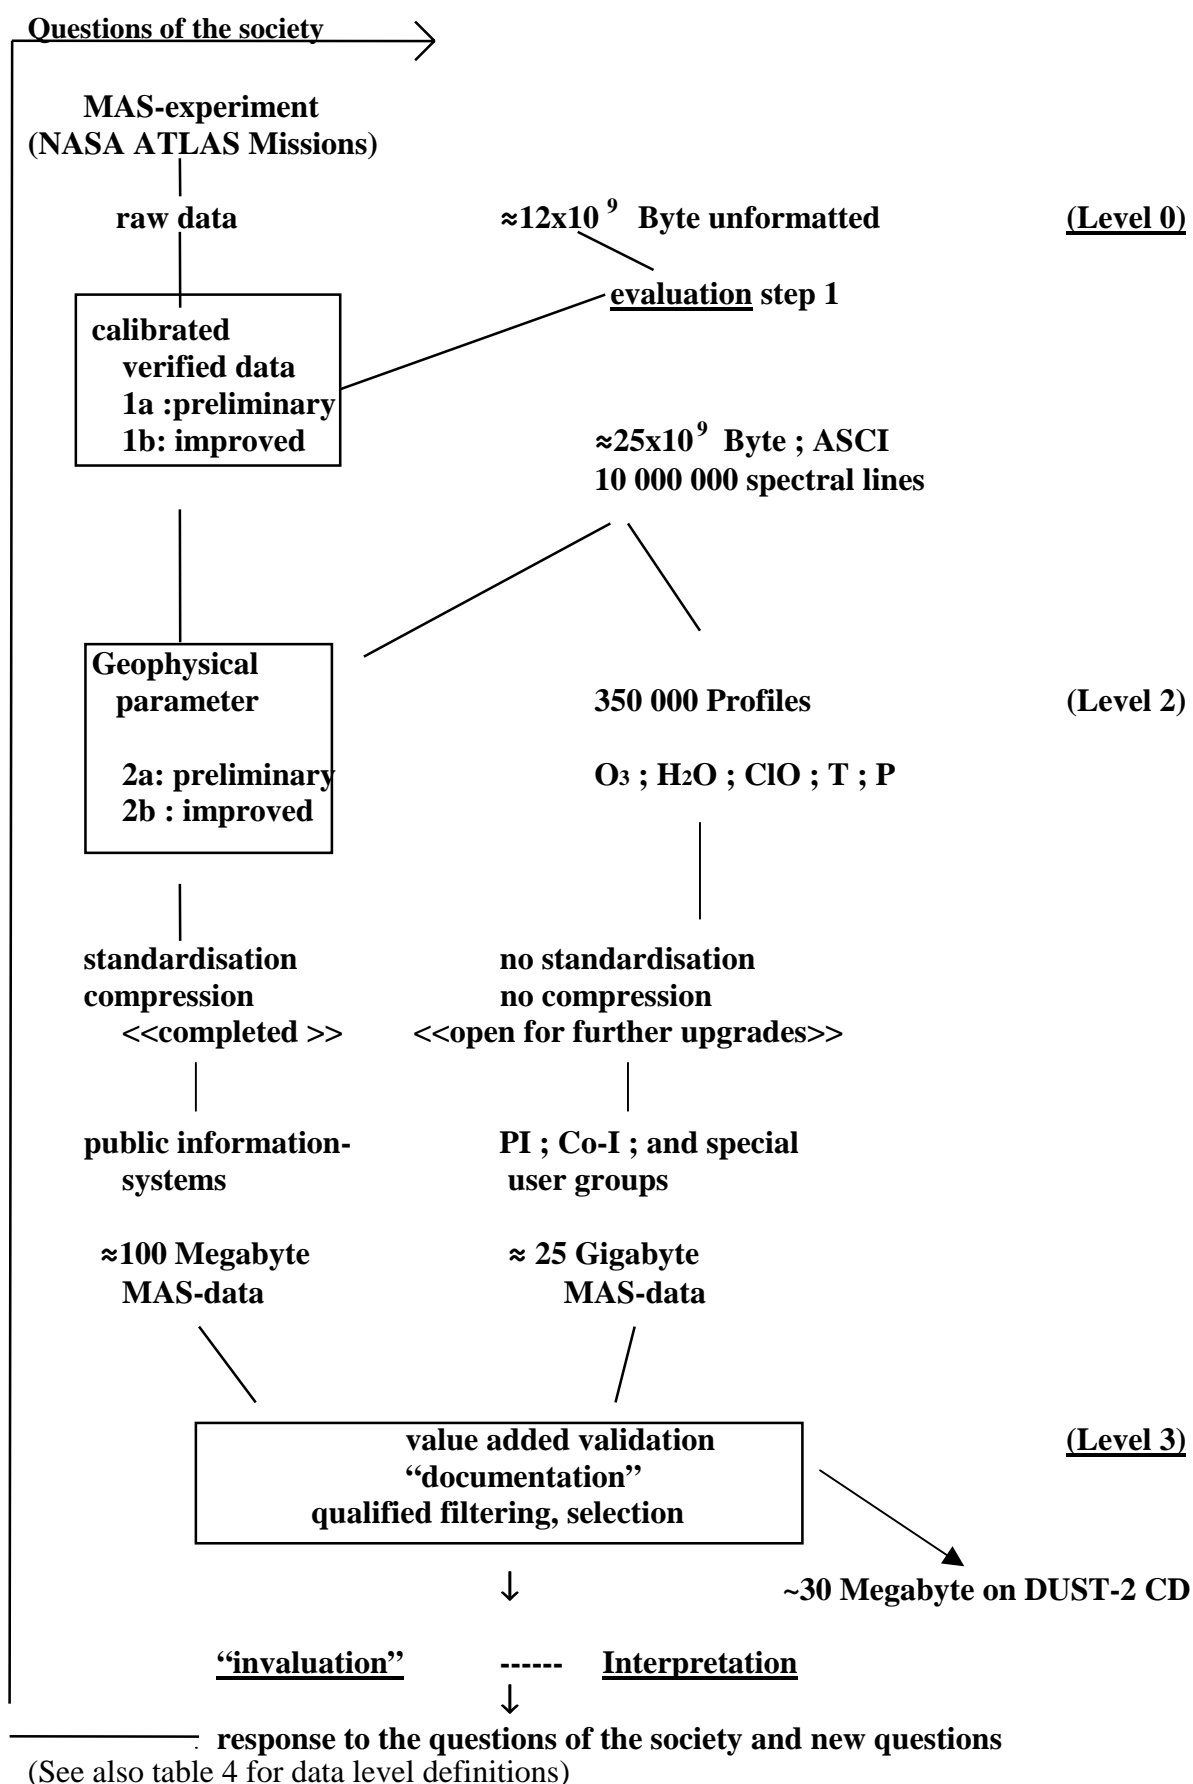 Questions of the society
MAS-experiment
(NASA ATLAS Missions)
raw data ≈12x10 9 Byte unformatted (Level 0)
evaluation step 1
calibrated
verified data
1a :preliminary
1b: improved
≈25x10 9 Byte ; ASCI
10 000 000 spectral lines
Geophysical
parameter 350 000 Profiles (Level 2)
2a: preliminary O3 ; H2O ; ClO ; T ; P
2b : improved
standardisation no standardisation
compression no compression
<<completed >> <<open for further upgrades>>
public information- PI ; Co-I ; and special
systems user groups
≈100 Megabyte ≈ 25 Gigabyte
MAS-data MAS-data
value added validation (Level 3)
“documentation”
qualified filtering, selection
~30 Megabyte on DUST-2 CD
“invaluation” ------ Interpretation
response to the questions of the society and new questions
(See also table 4 for data level definitions)